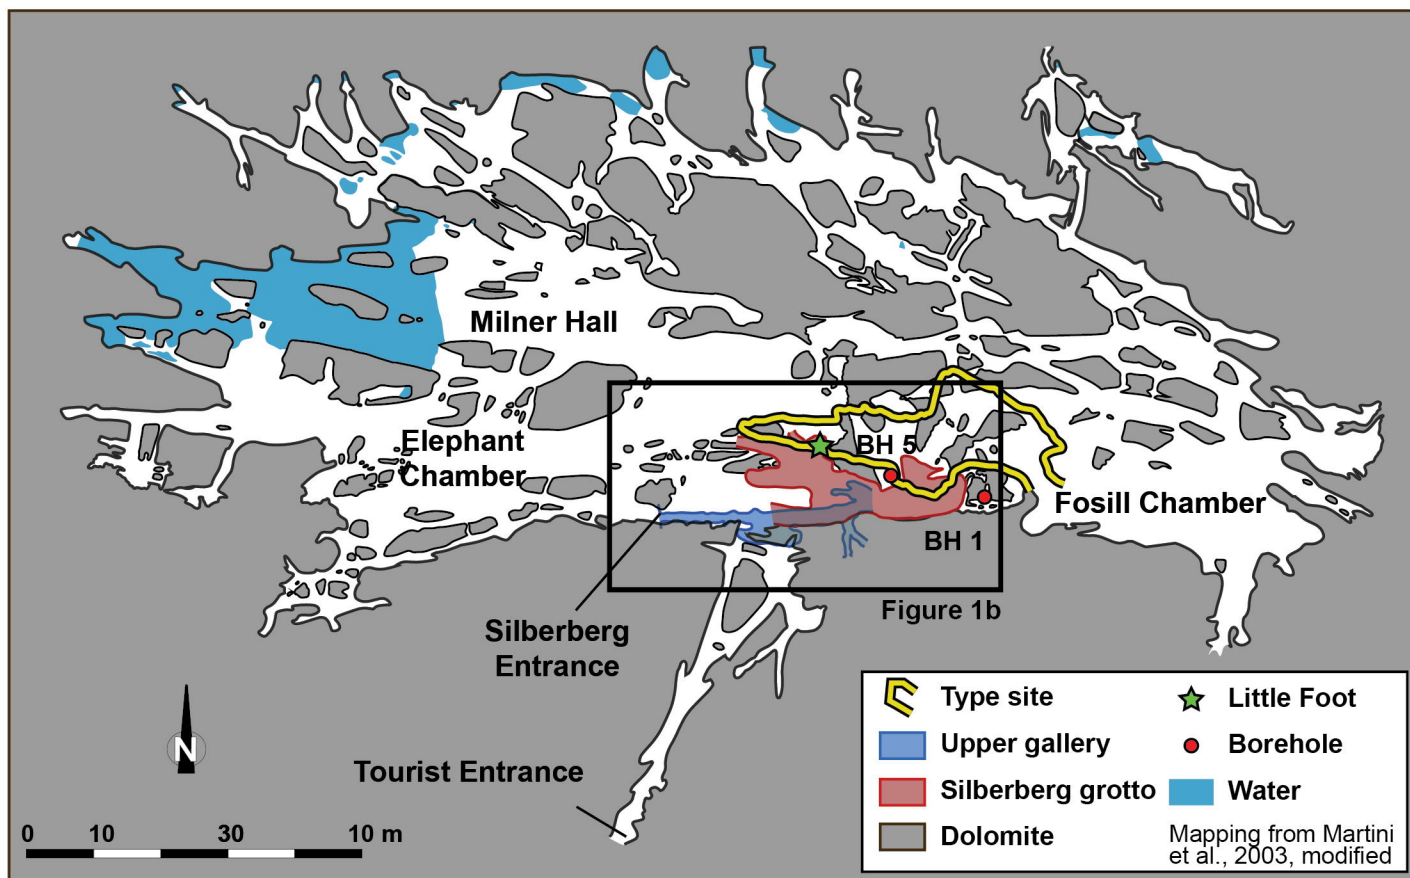 Milner Hall
Elephant
Chamber
BH 5
Fosill Chamber
BH 1
Figure 1b
Silberberg
Entrance
Tourist Entrance
N
0 10 30 10 m
Type site
Upper gallery
Silberberg grotto
Dolomite
Little Foot
Borehole
Water
Mapping from Martini
et al., 2003, modified